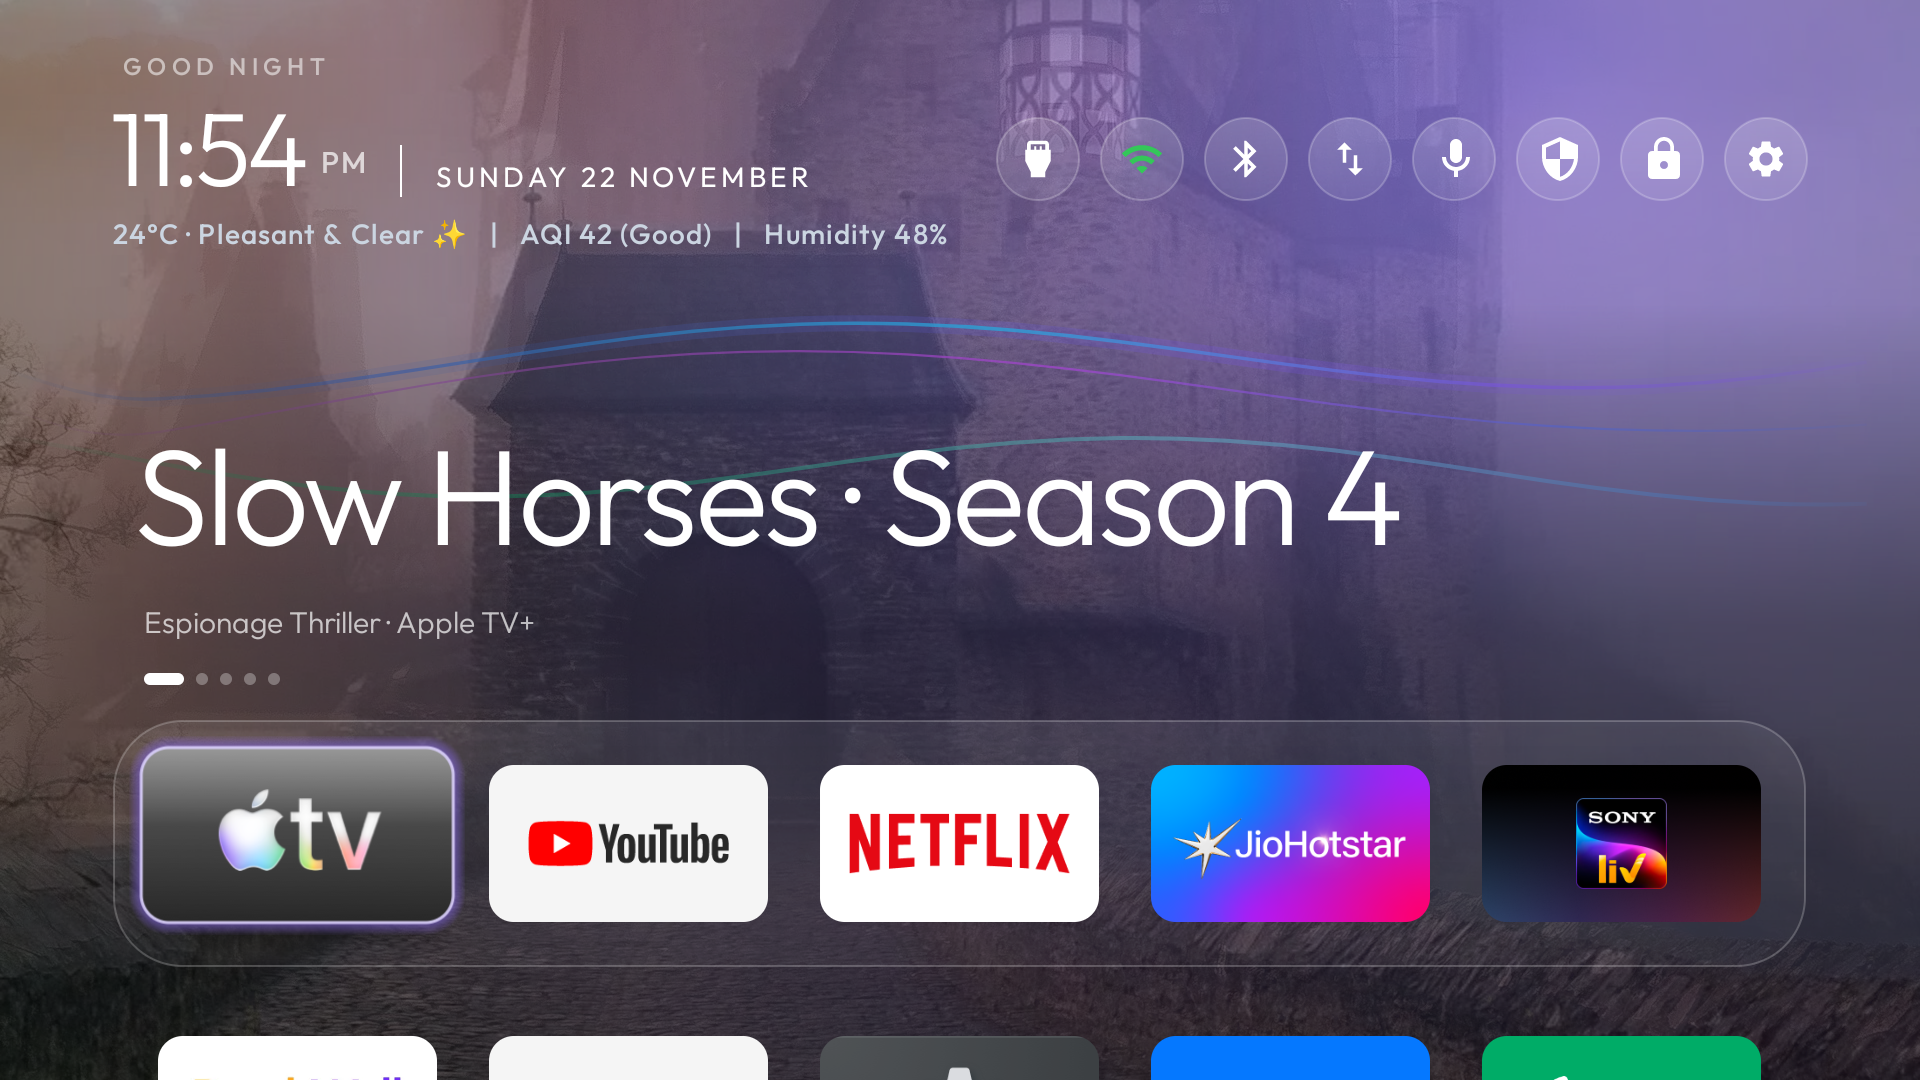 GOOD NIGHT
11:54 PM | SUNDAY 22 NOVEMBER
24°C · Pleasant & Clear ✨ | AQI 42 (Good) | Humidity 48%
Slow Horses · Season 4
Espionage Thriller · Apple TV+
tv
YouTube
NETFLIX
JioHotstar
SONY
liv